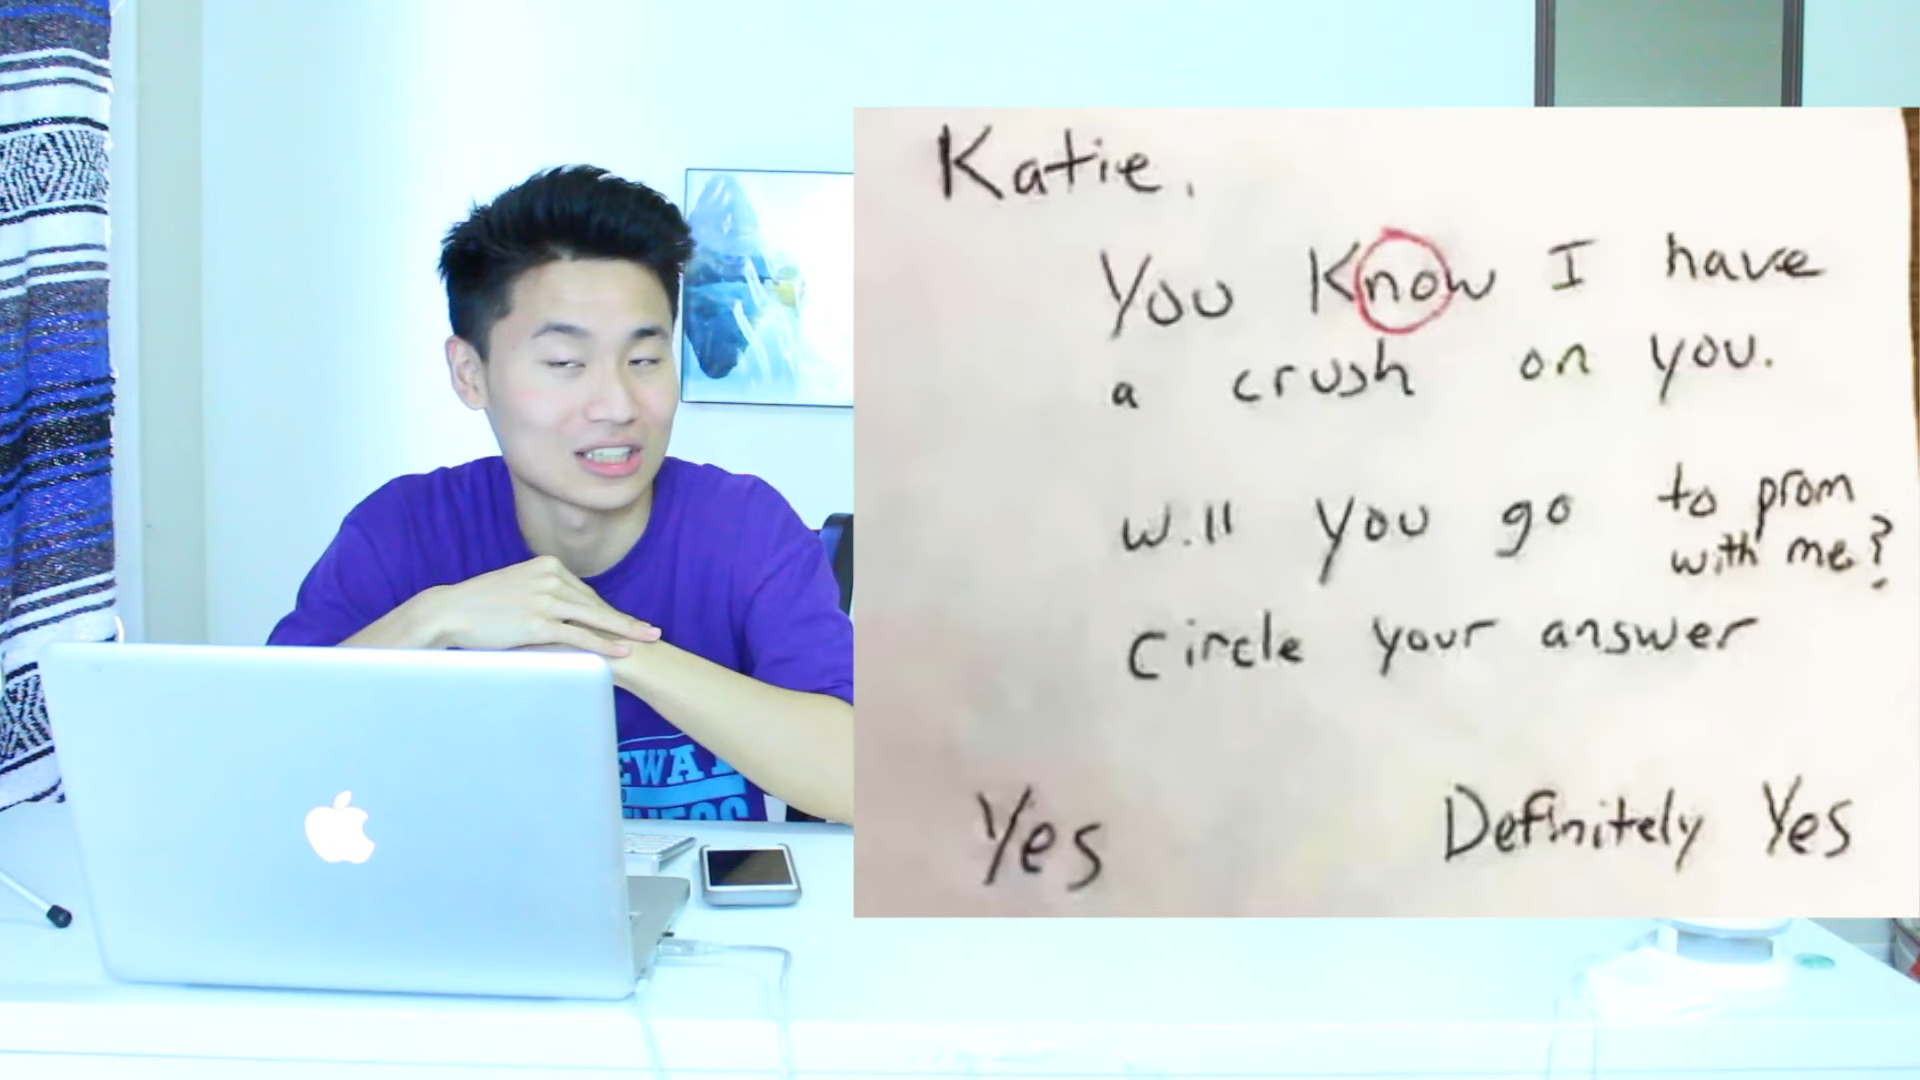 Katie.
You Know I have
a crush on you.
will you go to prom
with me?
circle your answer
Yes Definitely Yes